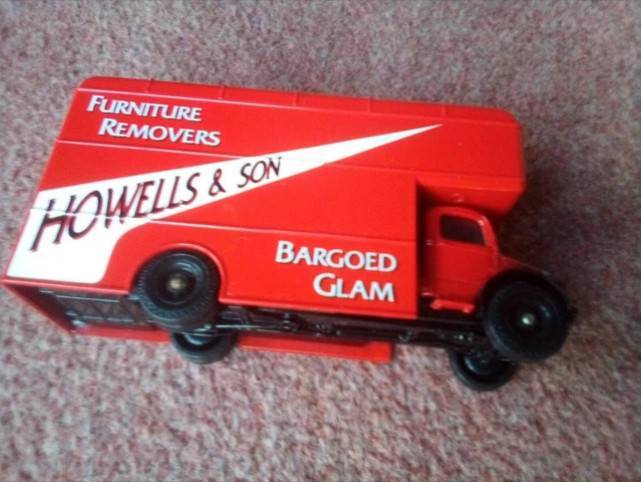 FURNITURE
REMOVERS
HOWELLS & SON
BARGOED
GLAM